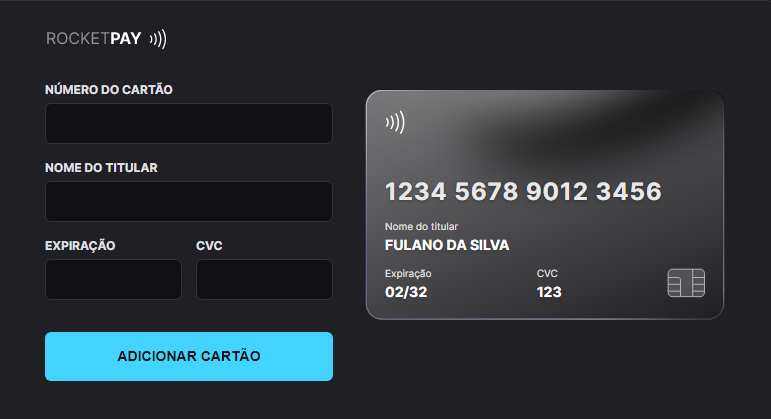 ROCKETPAY
NÚMERO DO CARTÃO
NOME DO TITULAR
EXPIRAÇÃO CVC
ADICIONAR CARTÃO
1234 5678 9012 3456
Nome do titular
FULANO DA SILVA
Expiração CVC
02/32 123